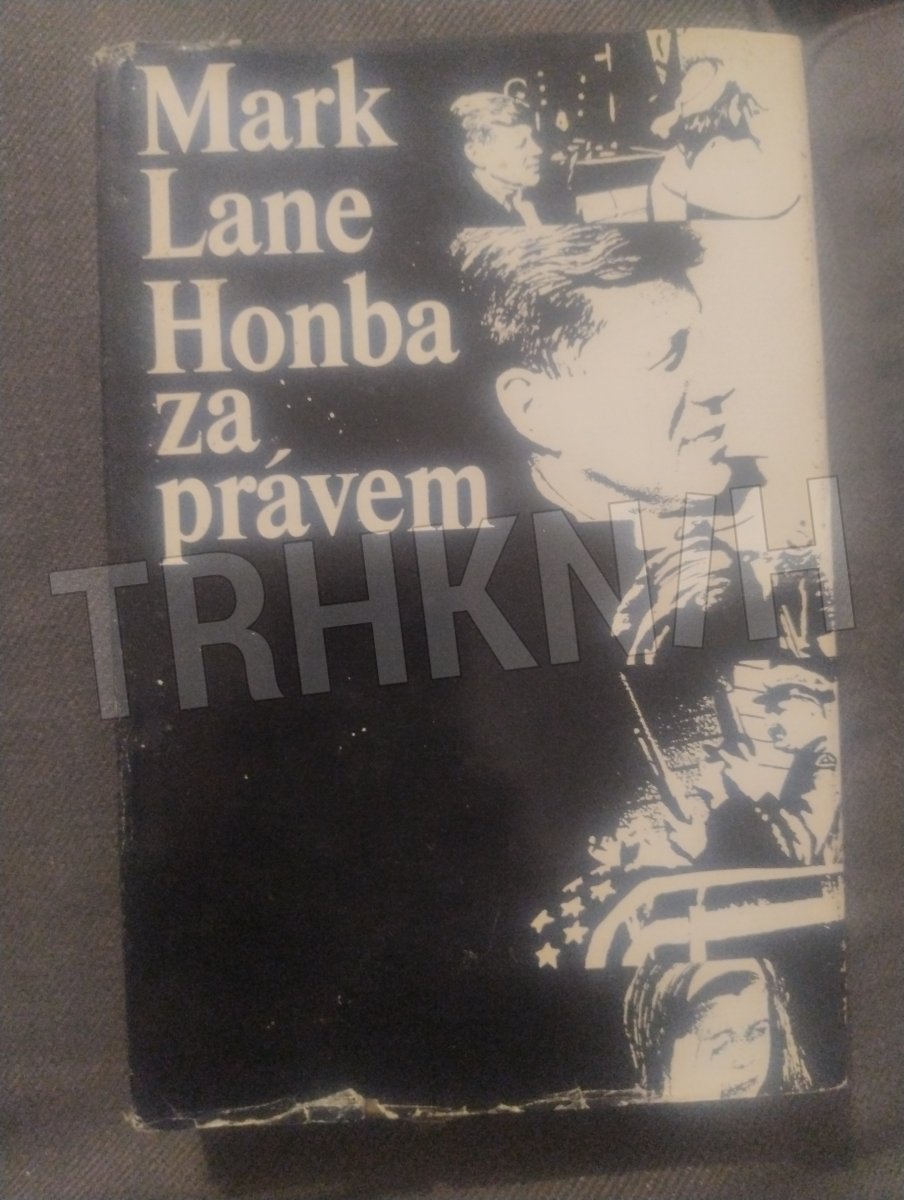 Mark
Lane
Honba
za
právem
TRHKNIH